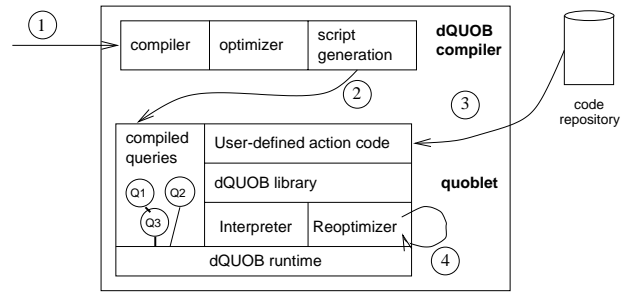 1
compiler
optimizer
script
generation
dQUOB
compiler
2
3
code
repository
compiled
queries
User-defined action code
dQUOB library
quoblet
Q1
Q2
Q3
Interpreter
Reoptimizer
4
dQUOB runtime